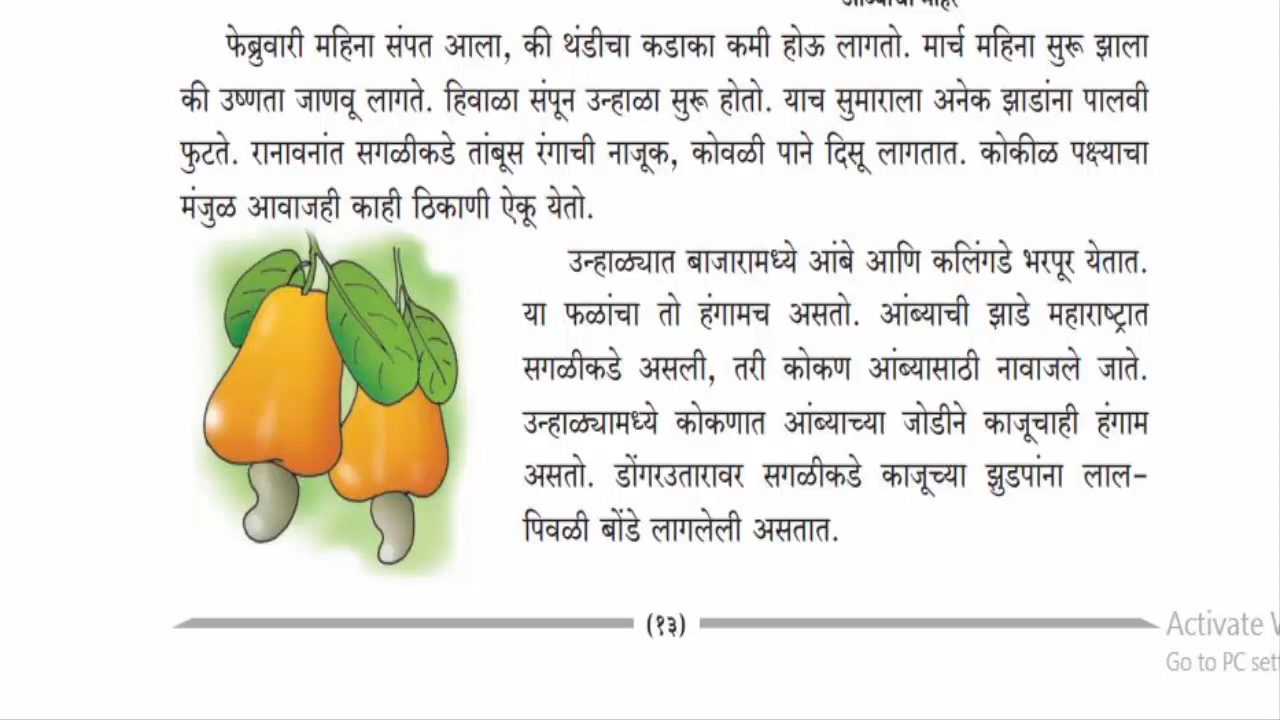 फेब्रुवारी महिना संपत आला, की थंडीचा कडाका कमी होऊ लागतो. मार्च महिना सुरू झाला
की उष्णता जाणवू लागते. हिवाळा संपून उन्हाळा सुरू होतो. याच सुमाराला अनेक झाडांना पालवी
फुटते. रानावनांत सगळीकडे तांबूस रंगाची नाजूक, कोवळी पाने दिसू लागतात. कोकीळ पक्ष्याचा
मंजुळ आवाजही काही ठिकाणी ऐकू येतो.
उन्हाळ्यात बाजारामध्ये आंबे आणि कलिंगडे भरपूर येतात.
या फळांचा तो हंगामच असतो. आंब्याची झाडे महाराष्ट्रात
सगळीकडे असली, तरी कोकण आंब्यासाठी नावाजले जाते.
उन्हाळ्यामध्ये कोकणात आंब्याच्या जोडीने काजूचाही हंगाम
असतो. डोंगरउतारावर सगळीकडे काजूच्या झुडपांना लाल-
पिवळी बोंडे लागलेली असतात.
(१३)
Activate
Go to PC